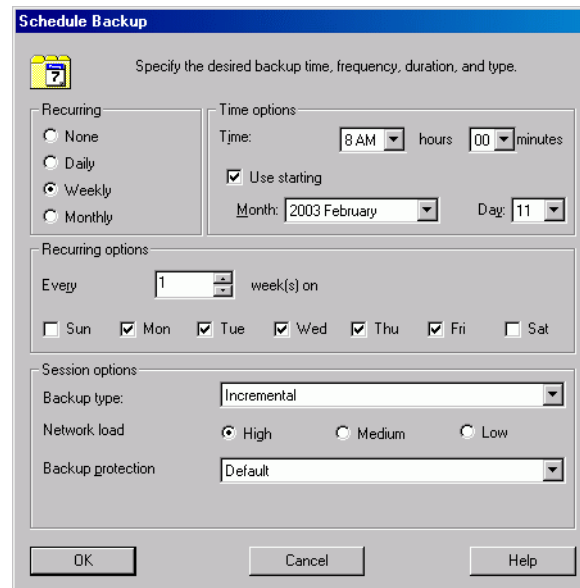 Schedule Backup
7
Specify the desired backup time, frequency, duration, and type.
Recurring
None
Daily
Weekly
Monthly
Time options
Time: 8 AM hours 00 minutes
Use starting
Month: 2003 February Day: 11
Recurring options
Every 1 week(s) on
Sun Mon Tue Wed Thu Fri Sat
Session options
Backup type: Incremental
Network load High Medium Low
Backup protection Default
OK Cancel Help